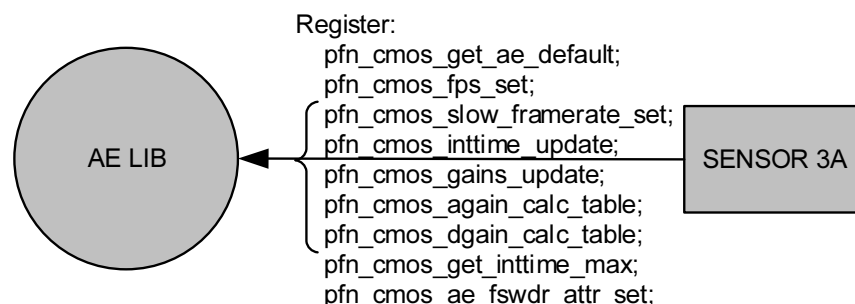 Register:
pfn_cmos_get_ae_default;
pfn_cmos_fps_set;
pfn_cmos_slow_framerate_set;
pfn_cmos_inttime_update;
pfn_cmos_gains_update;
pfn_cmos_again_calc_table;
pfn_cmos_dgain_calc_table;
pfn_cmos_get_inttime_max;
pfn_cmos_ae_fswdr_attr_set;
AE LIB
SENSOR 3A